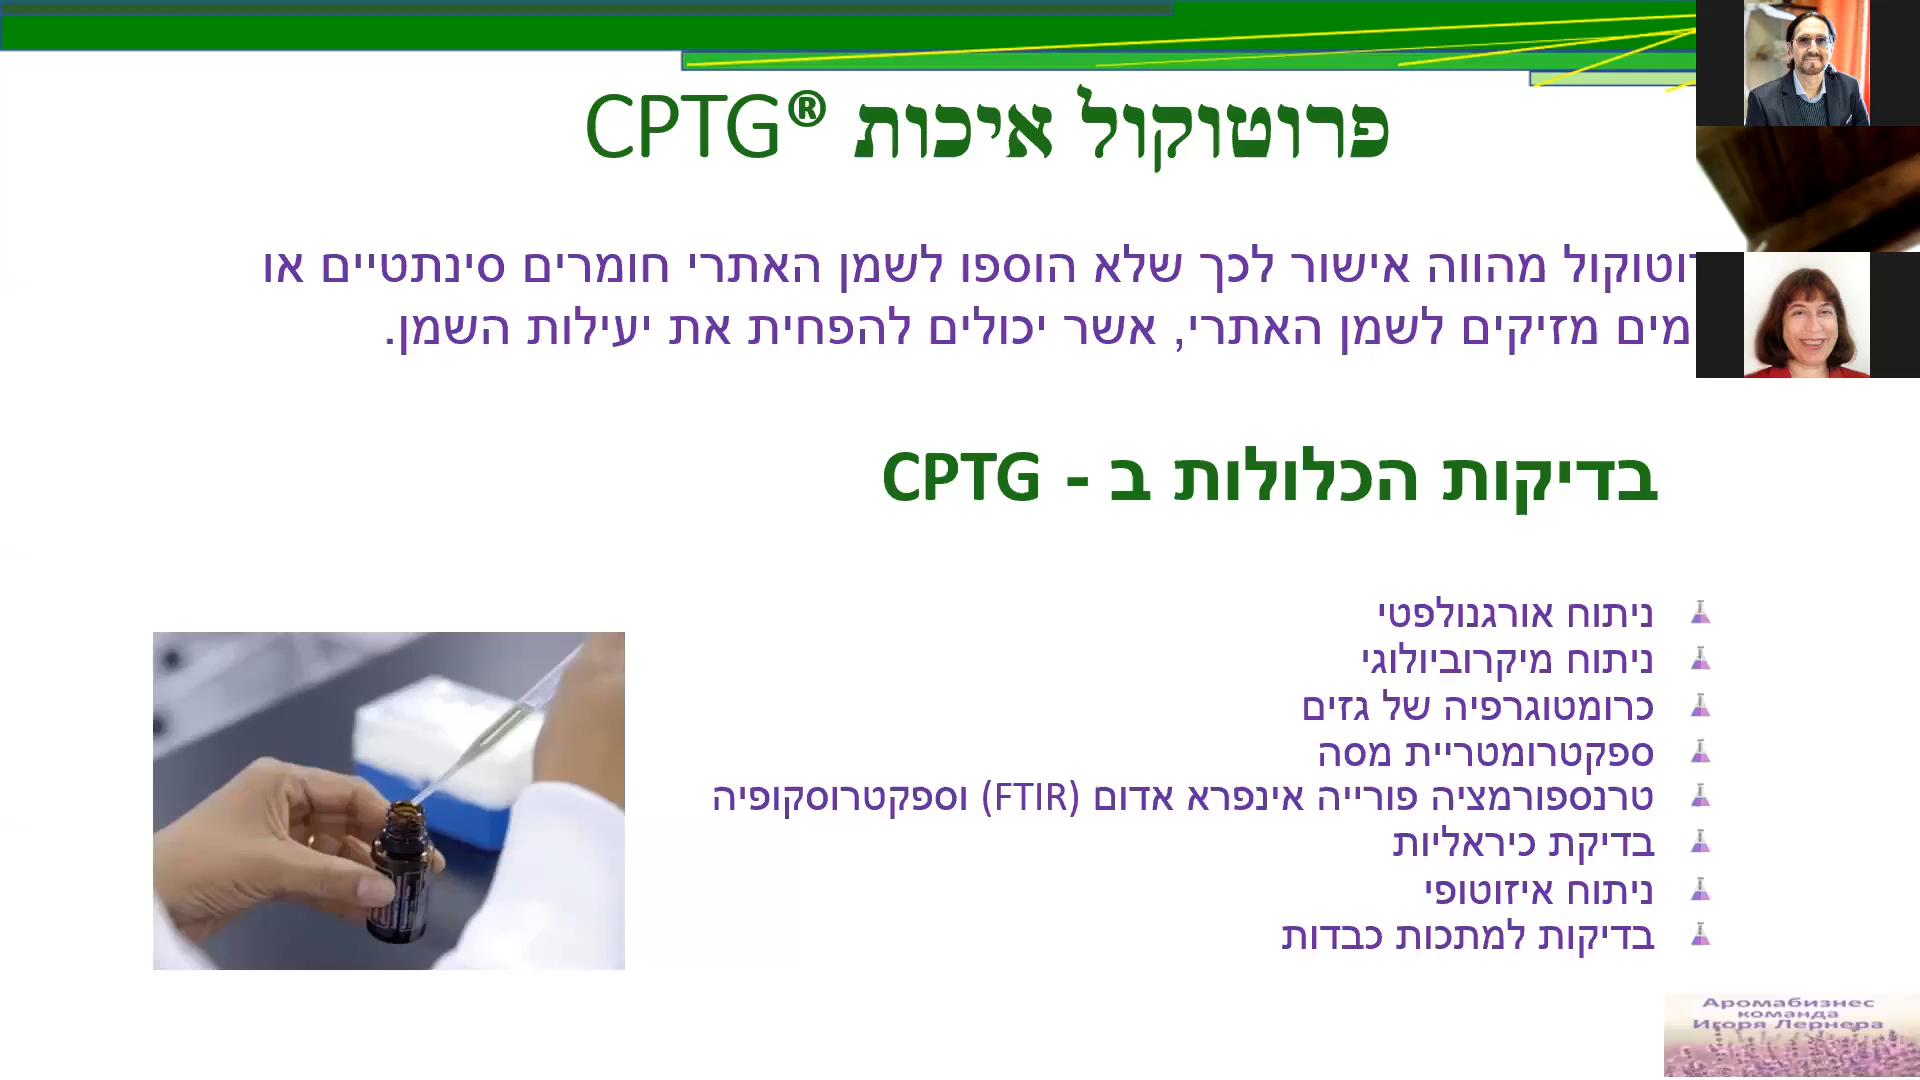 פרוטוקול איכות CPTG®
מהווה אישור לכך שלא הוספו לשמן האתרי חומרים סינתטיים או
מזיקים לשמן האתרי, אשר יכולים להפחית את יעילות השמן.
בדיקות הכלולות ב - CPTG
ניתוח אורגנולפטי
ניתוח מיקרוביולוגי
כרומטוגרפיה של גזים
ספקטרומטריית מסה
טרנספורמציה פורייה אינפרא אדום (FTIR) וספקטרוסקופיה
בדיקת כיראליות
ניתוח איזוטופי
בדיקות למתכות כבדות
Аромабизнес
команда
Игоря Лернера